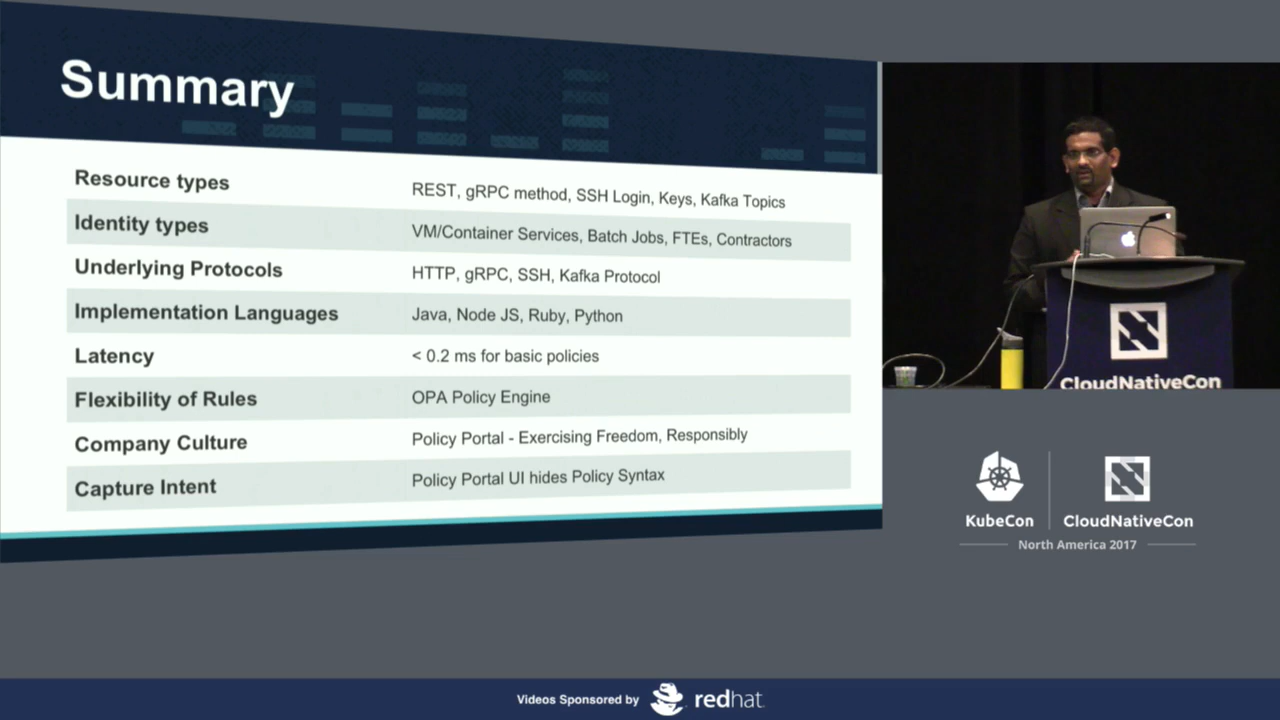 Summary
Resource types REST, gRPC method, SSH Login, Keys, Kafka Topics
Identity types VM/Container Services, Batch Jobs, FTEs, Contractors
Underlying Protocols HTTP, gRPC, SSH, Kafka Protocol
Implementation Languages Java, Node JS, Ruby, Python
Latency < 0.2 ms for basic policies
Flexibility of Rules OPA Policy Engine
Company Culture Policy Portal - Exercising Freedom, Responsibly
Capture Intent Policy Portal UI hides Policy Syntax
CloudNativeCon
KubeCon CloudNativeCon
North America 2017
Videos Sponsored by redhat.